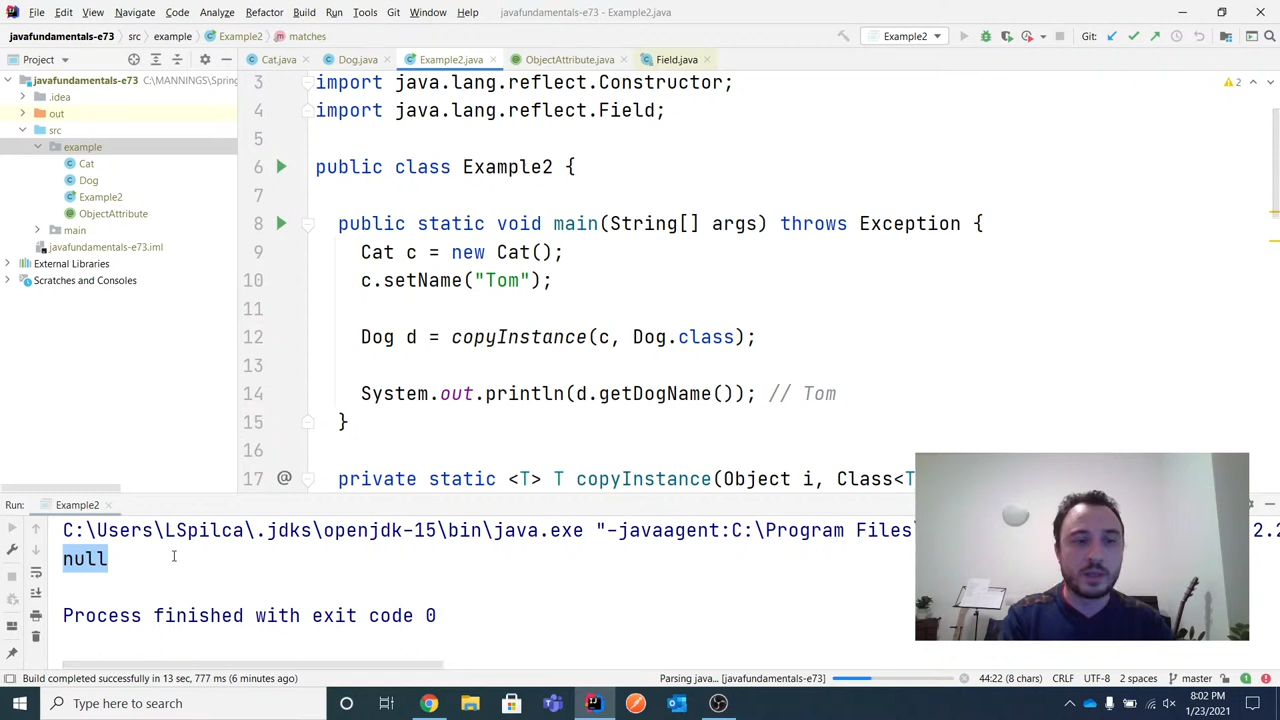 File Edit View Navigate Code Analyze Refactor Build Run Tools Git Window Help javafundamentals-e73 - Example2.java
javafundamentals-e73 src example Example2 matches Example2 Git:
Project Cat.java Dog.java Example2.java ObjectAttribute.java Field.java
javafundamentals-e73 C:\MANNINGS\Spring
.idea
out
src
example
Cat
Dog
Example2
ObjectAttribute
main
javafundamentals-e73.iml
External Libraries
Scratches and Consoles
2
3 import java.lang.reflect.Constructor;
4 import java.lang.reflect.Field;
5
6 public class Example2 {
7
8 public static void main(String[] args) throws Exception {
9 Cat c = new Cat();
10 c.setName("Tom");
11
12 Dog d = copyInstance(c, Dog.class);
13
14 System.out.println(d.getDogName()); // Tom
15 }
16
17 @ private static <T> T copyInstance(Object i, Class<T
Run: Example2
C:\Users\LSpilca\.jdks\openjdk-15\bin\java.exe "-javaagent:C:\Program Files\ 2.2
null
Process finished with exit code 0
Build completed successfully in 13 sec, 777 ms (6 minutes ago) Parsing java... [javafundamentals-e73] 44:22 (8 chars) CRLF UTF-8 2 spaces master
Type here to search
8:02 PM
1/23/2021